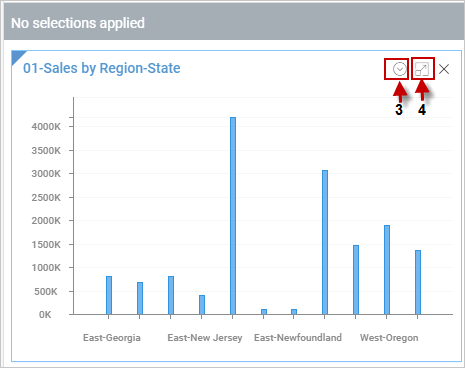 No selections applied
01-Sales by Region-State
3 4
4000K
3500K
3000K
2500K
2000K
1500K
1000K
500K
0K
East-Georgia East-New Jersey East-Newfoundland West-Oregon